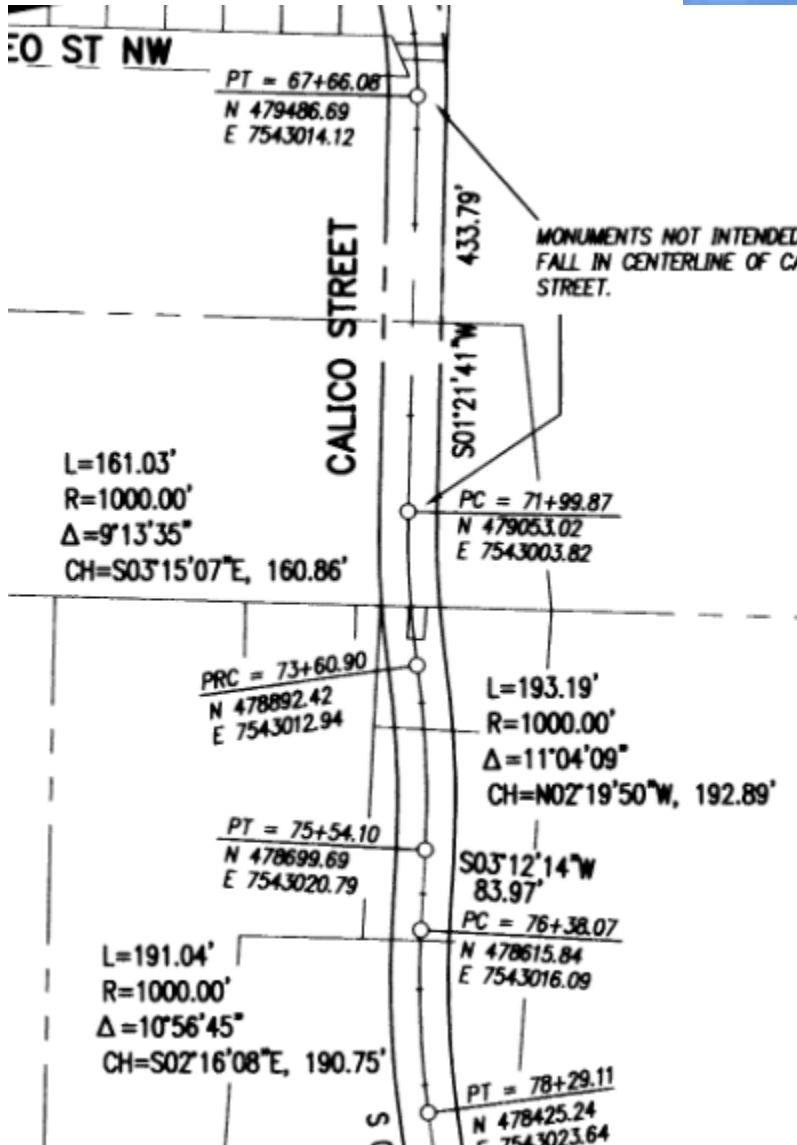 EO ST NW
PT = 67+66.08
N 479486.69
E 7543014.12
433.79'
MONUMENTS NOT INTENDED
FALL IN CENTERLINE OF CA
STREET.
CALICO STREET
S01°21'41"W
L=161.03'
R=1000.00'
Δ=9°13'35"
CH=S03°15'07"E, 160.86'
PC = 71+99.87
N 479053.02
E 7543003.82
PRC = 73+60.90
N 478892.42
E 7543012.94
L=193.19'
R=1000.00'
Δ=11°04'09"
CH=N02°19'50"W, 192.89'
PT = 75+54.10
N 478699.69
E 7543020.79
S03°12'14"W
83.97'
PC = 76+38.07
N 478615.84
E 7543016.09
L=191.04'
R=1000.00'
Δ=10°56'45"
CH=S02°16'08"E, 190.75'
PT = 78+29.11
N 478425.24
E 7543023.64
S